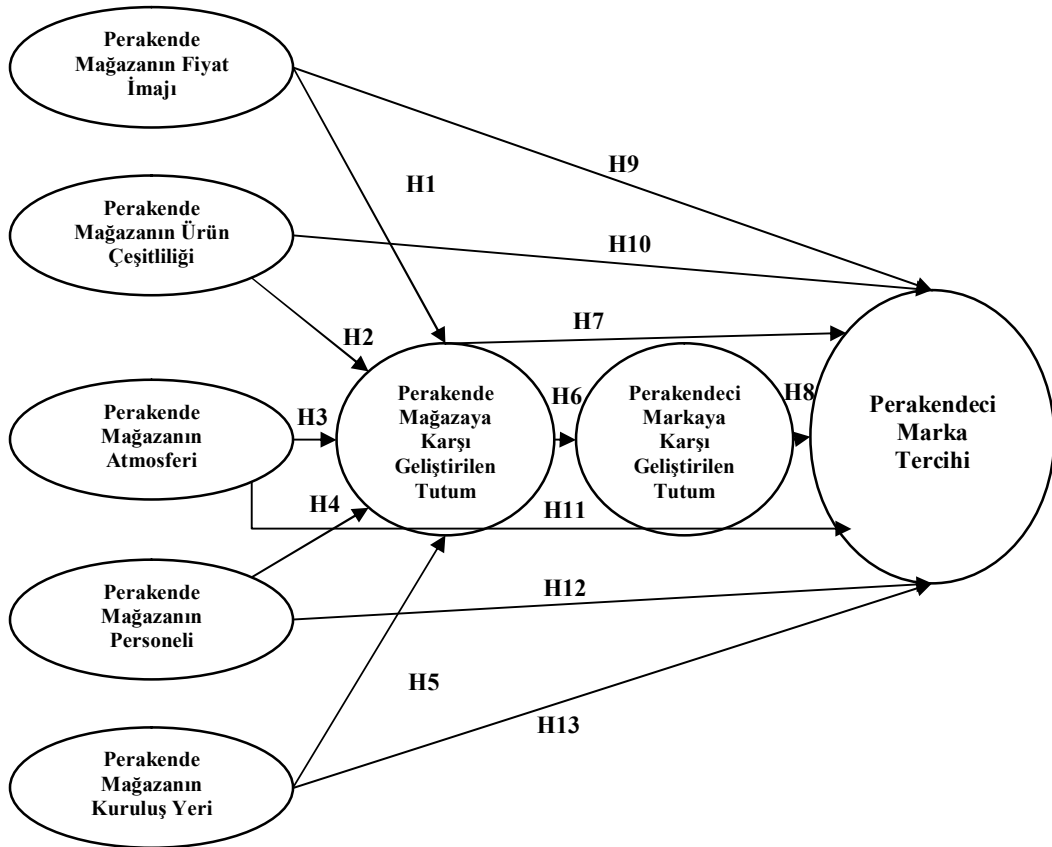 Perakende
Mağazanın Fiyat
İmajı
H9
H1
Perakende
Mağazanın Ürün
Çeşitliliği
H10
H2
H7
Perakende
Mağazanın
Atmosferi
H3
Perakende
Mağazaya
Karşı
Geliştirilen
Tutum
H6
Perakendeci
Markaya
Karşı
Geliştirilen
Tutum
H8
Perakendeci
Marka
Tercihi
H4
H11
Perakende
Mağazanın
Personeli
H12
H5
H13
Perakende
Mağazanın
Kuruluş Yeri